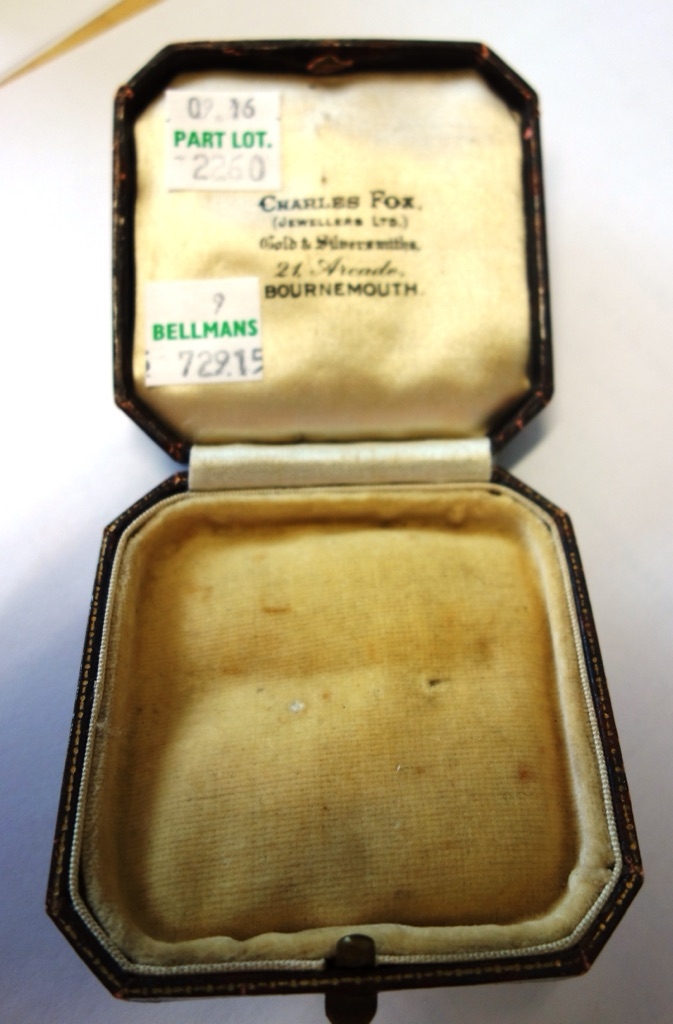 07.16
PART LOT.
2260
CHARLES FOX,
(JEWELLERS LTD.)
Gold & Silversmiths,
21, Arcade,
BOURNEMOUTH.
9
BELLMANS
729.15